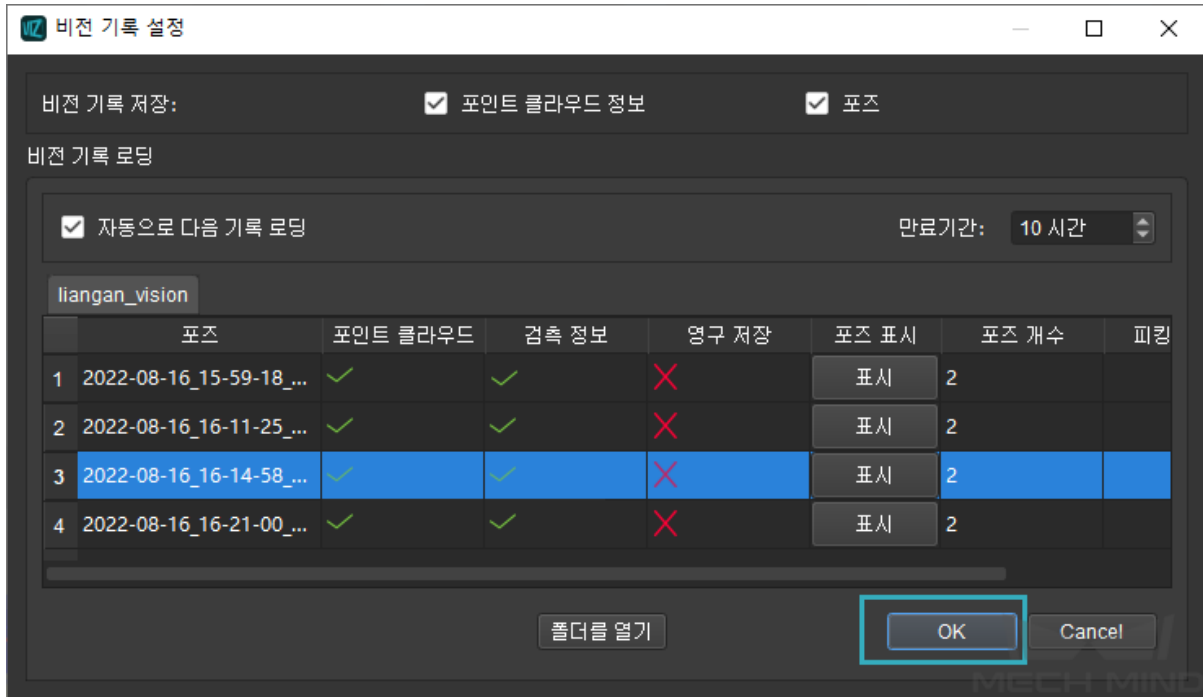 VIZ 비전 기록 설정
비전 기록 저장: 포인트 클라우드 정보 포즈
비전 기록 로딩
자동으로 다음 기록 로딩 만료기간: 10 시간
liangan_vision
포즈 포인트 클라우드 검측 정보 영구 저장 포즈 표시 포즈 개수 피킹
1 2022-08-16_15-59-18_... 표시 2
2 2022-08-16_16-11-25_... 표시 2
3 2022-08-16_16-14-58_... 표시 2
4 2022-08-16_16-21-00_... 표시 2
폴더를 열기 OK Cancel
MECH MIND